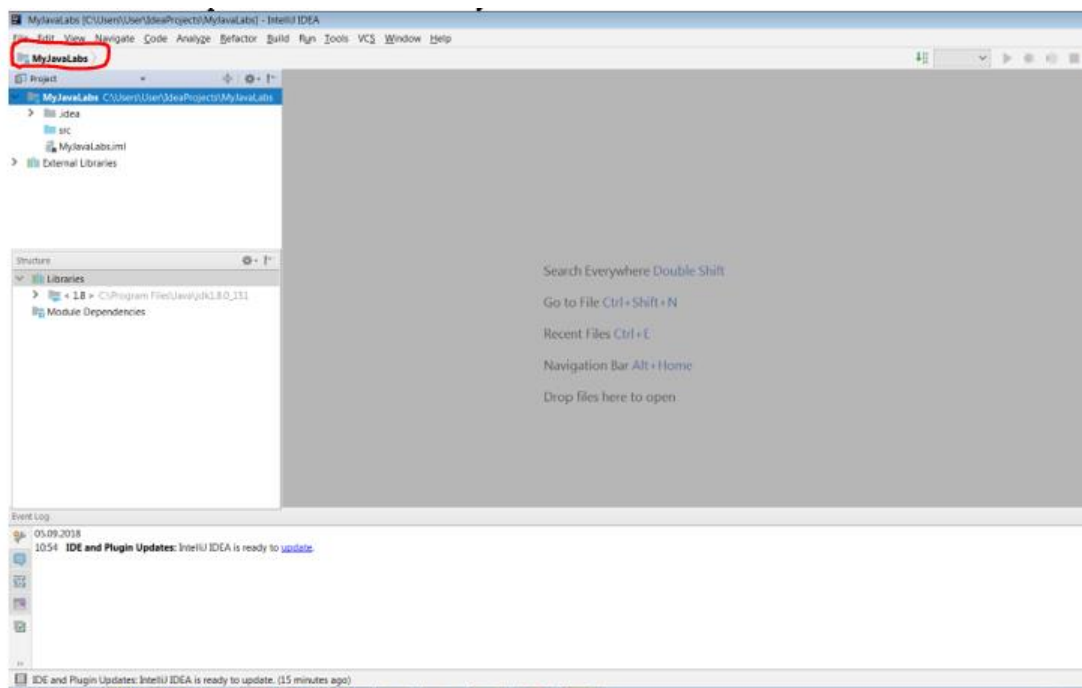 MyJavaLabs [C:\Users\User\IdeaProjects\MyJavaLabs] - IntelliJ IDEA
File Edit View Navigate Code Analyze Refactor Build Run Tools VCS Window Help
MyJavaLabs
Project
MyJavaLabs C:\Users\User\IdeaProjects\MyJavaLabs
.idea
src
MyJavaLabs.iml
External Libraries
Structure
Libraries
< 1.8 > C:\Program Files\Java\jdk1.8.0_131
Module Dependencies
Search Everywhere Double Shift
Go to File Ctrl+Shift+N
Recent Files Ctrl+E
Navigation Bar Alt+Home
Drop files here to open
Event Log
05.09.2018
10:54 IDE and Plugin Updates: IntelliJ IDEA is ready to update.
IDE and Plugin Updates: IntelliJ IDEA is ready to update. (15 minutes ago)